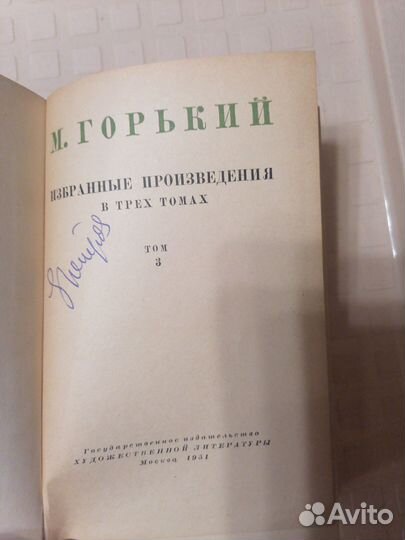 М. ГОРЬКИЙ
ИЗБРАННЫЕ ПРОИЗВЕДЕНИЯ
В ТРЕХ ТОМАХ
ТОМ
3
Государственное издательство
ХУДОЖЕСТВЕННОЙ ЛИТЕРАТУРЫ
Москва 1951
Avito